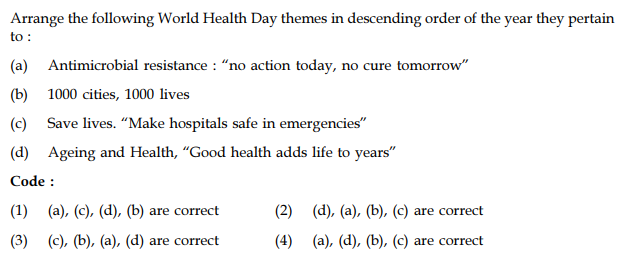 Arrange the following World Health Day themes in descending order of the year they pertain
to :
(a) Antimicrobial resistance : “no action today, no cure tomorrow”
(b) 1000 cities, 1000 lives
(c) Save lives. “Make hospitals safe in emergencies”
(d) Ageing and Health, “Good health adds life to years”
Code :
(1) (a), (c), (d), (b) are correct (2) (d), (a), (b), (c) are correct
(3) (c), (b), (a), (d) are correct (4) (a), (d), (b), (c) are correct